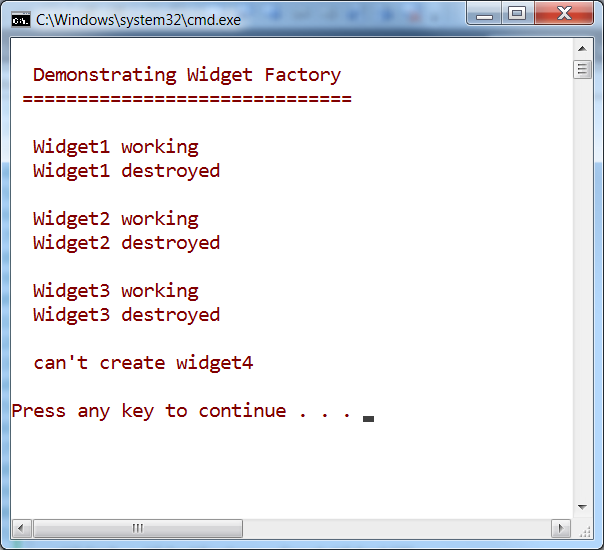 C:\Windows\system32\cmd.exe
Demonstrating Widget Factory
==============================
Widget1 working
Widget1 destroyed
Widget2 working
Widget2 destroyed
Widget3 working
Widget3 destroyed
can't create widget4
Press any key to continue . . .